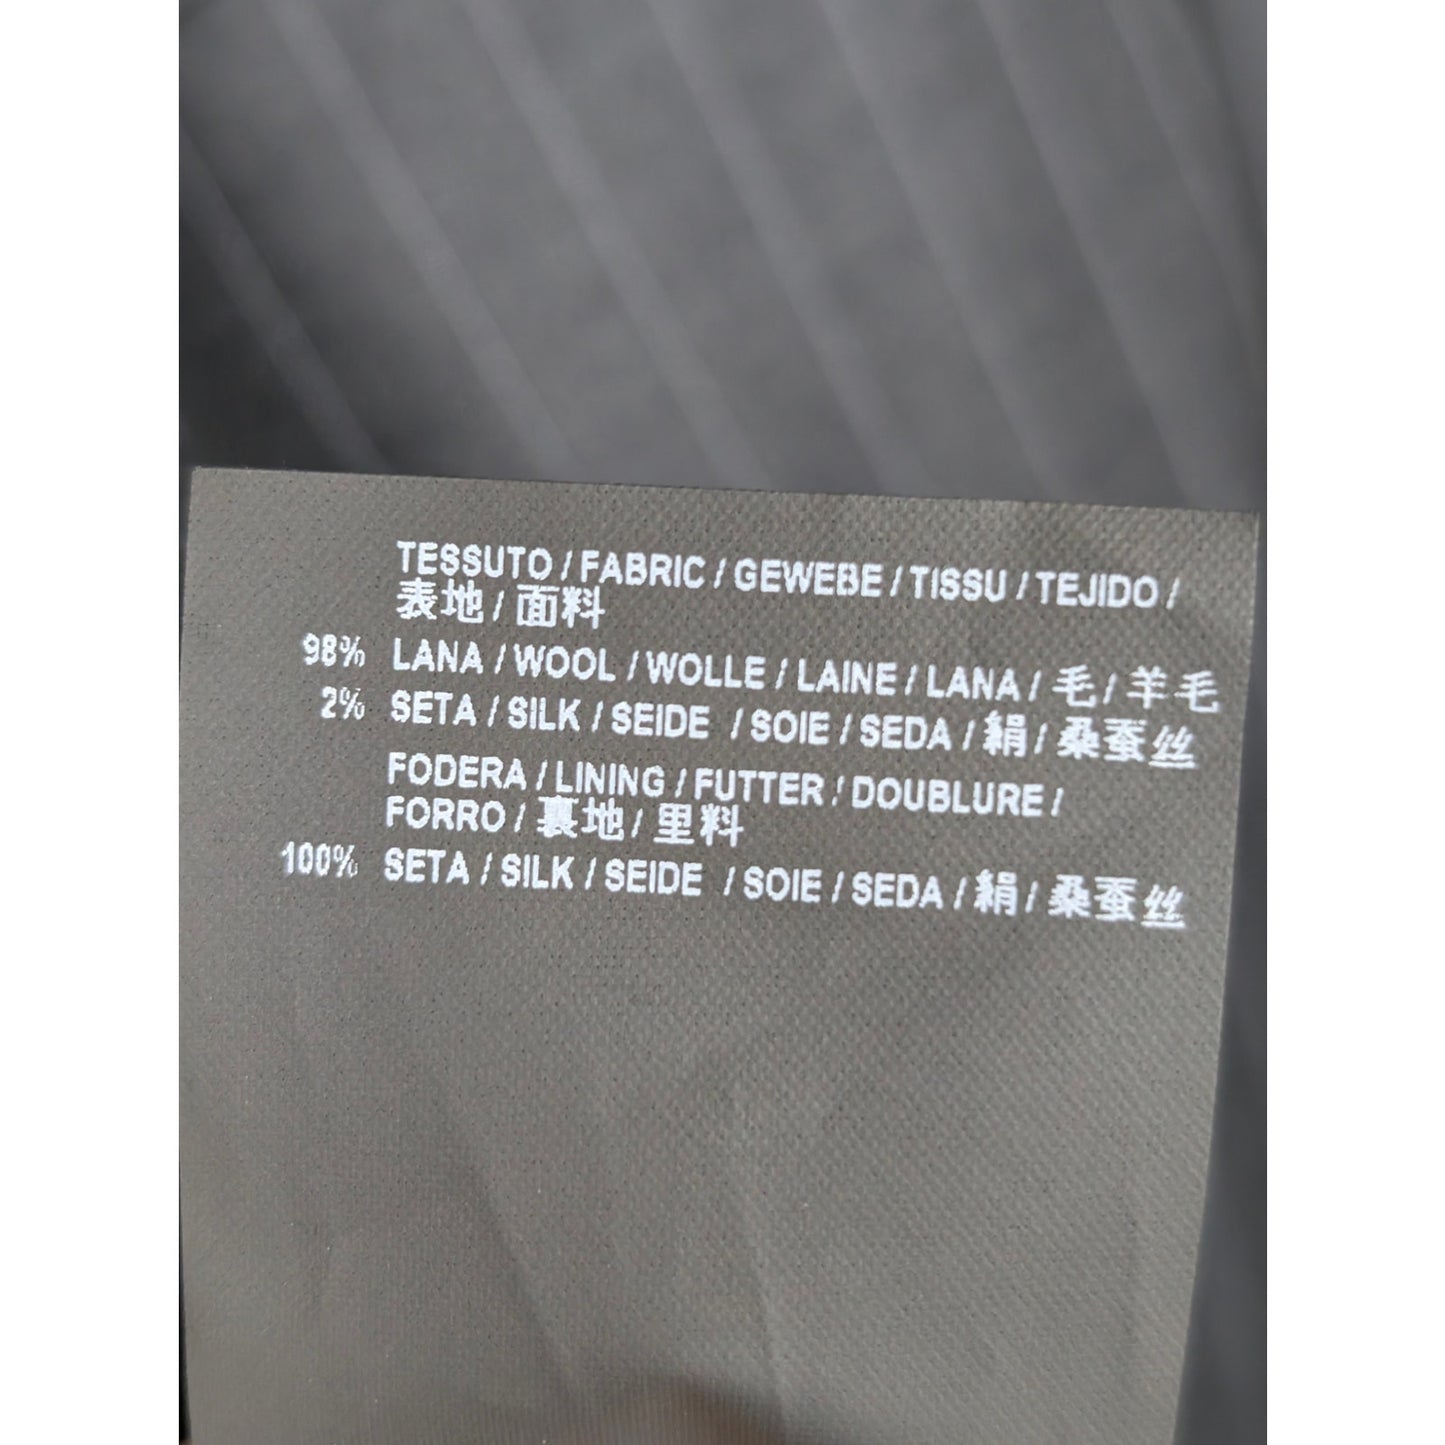 TESSUTO / FABRIC / GEWEBE / TISSU / TEJIDO /
表地 / 面料
98% LANA / WOOL / WOLLE / LAINE / LANA / 毛 / 羊毛
2% SETA / SILK / SEIDE / SOIE / SEDA / 絹 / 桑蚕丝
FODERA / LINING / FUTTER / DOUBLURE /
FORRO / 裏地 / 里料
100% SETA / SILK / SEIDE / SOIE / SEDA / 絹 / 桑蚕丝